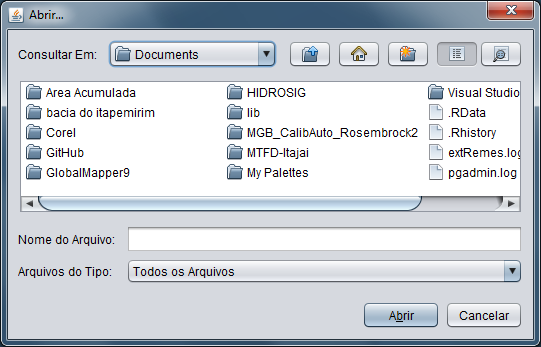 Abrir...
Consultar Em:
Documents
Area Acumulada
bacia do itapemirim
Corel
GitHub
GlobalMapper9
HIDROSIG
lib
MGB_CalibAuto_Rosembrock2
MTFD-Itajai
My Palettes
Visual Studio
.RData
.Rhistory
extRemes.log
pgadmin.log
Nome do Arquivo:
Arquivos do Tipo:
Todos os Arquivos
Abrir
Cancelar